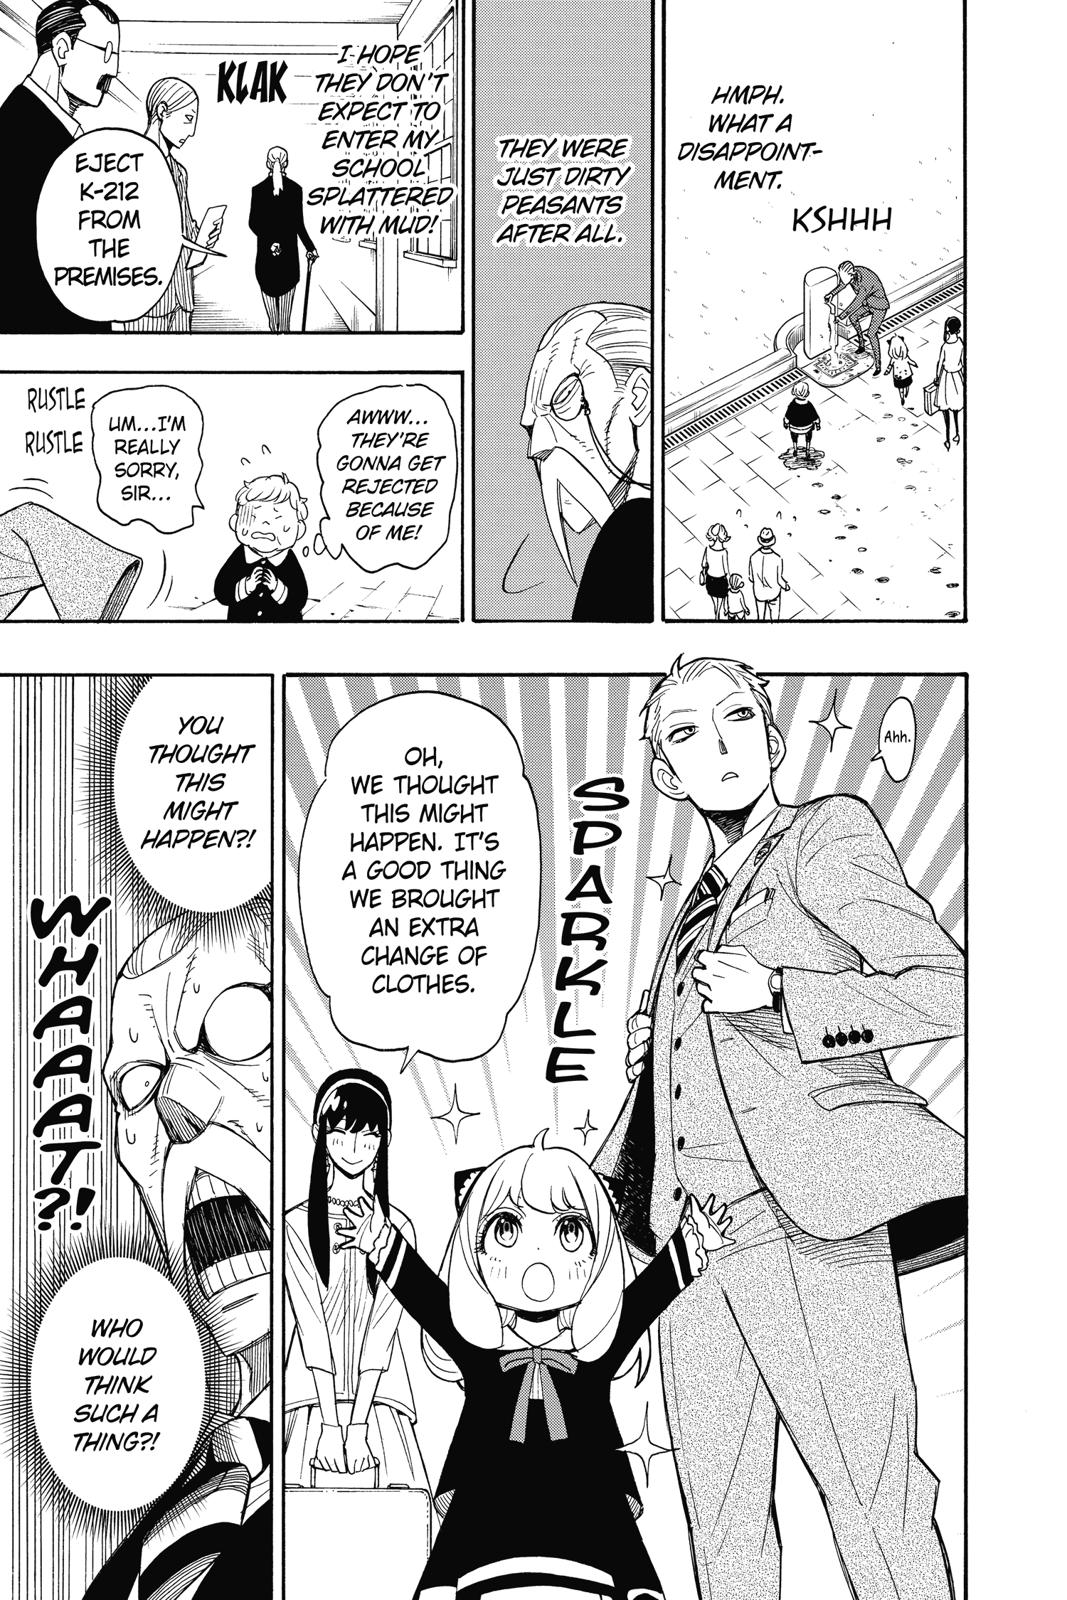 HMPH.
WHAT A
DISAPPOINT-
MENT.
KSHHH
THEY WERE
JUST DIRTY
PEASANTS
AFTER ALL.
I HOPE
THEY DON'T
EXPECT TO
ENTER MY
SCHOOL
SPLATTERED
WITH MUD!
KLAK
EJECT
K-212
FROM
THE
PREMISES.
AWWW...
THEY'RE
GONNA GET
REJECTED
BECAUSE
OF ME!
UM...I'M
REALLY
SORRY,
SIR...
RUSTLE
RUSTLE
Ahh.
SPARKLE
OH,
WE THOUGHT
THIS MIGHT
HAPPEN. IT'S
A GOOD THING
WE BROUGHT
AN EXTRA
CHANGE OF
CLOTHES.
YOU
THOUGHT
THIS
MIGHT
HAPPEN?!
WHAAAT?!
WHO
WOULD
THINK
SUCH A
THING?!